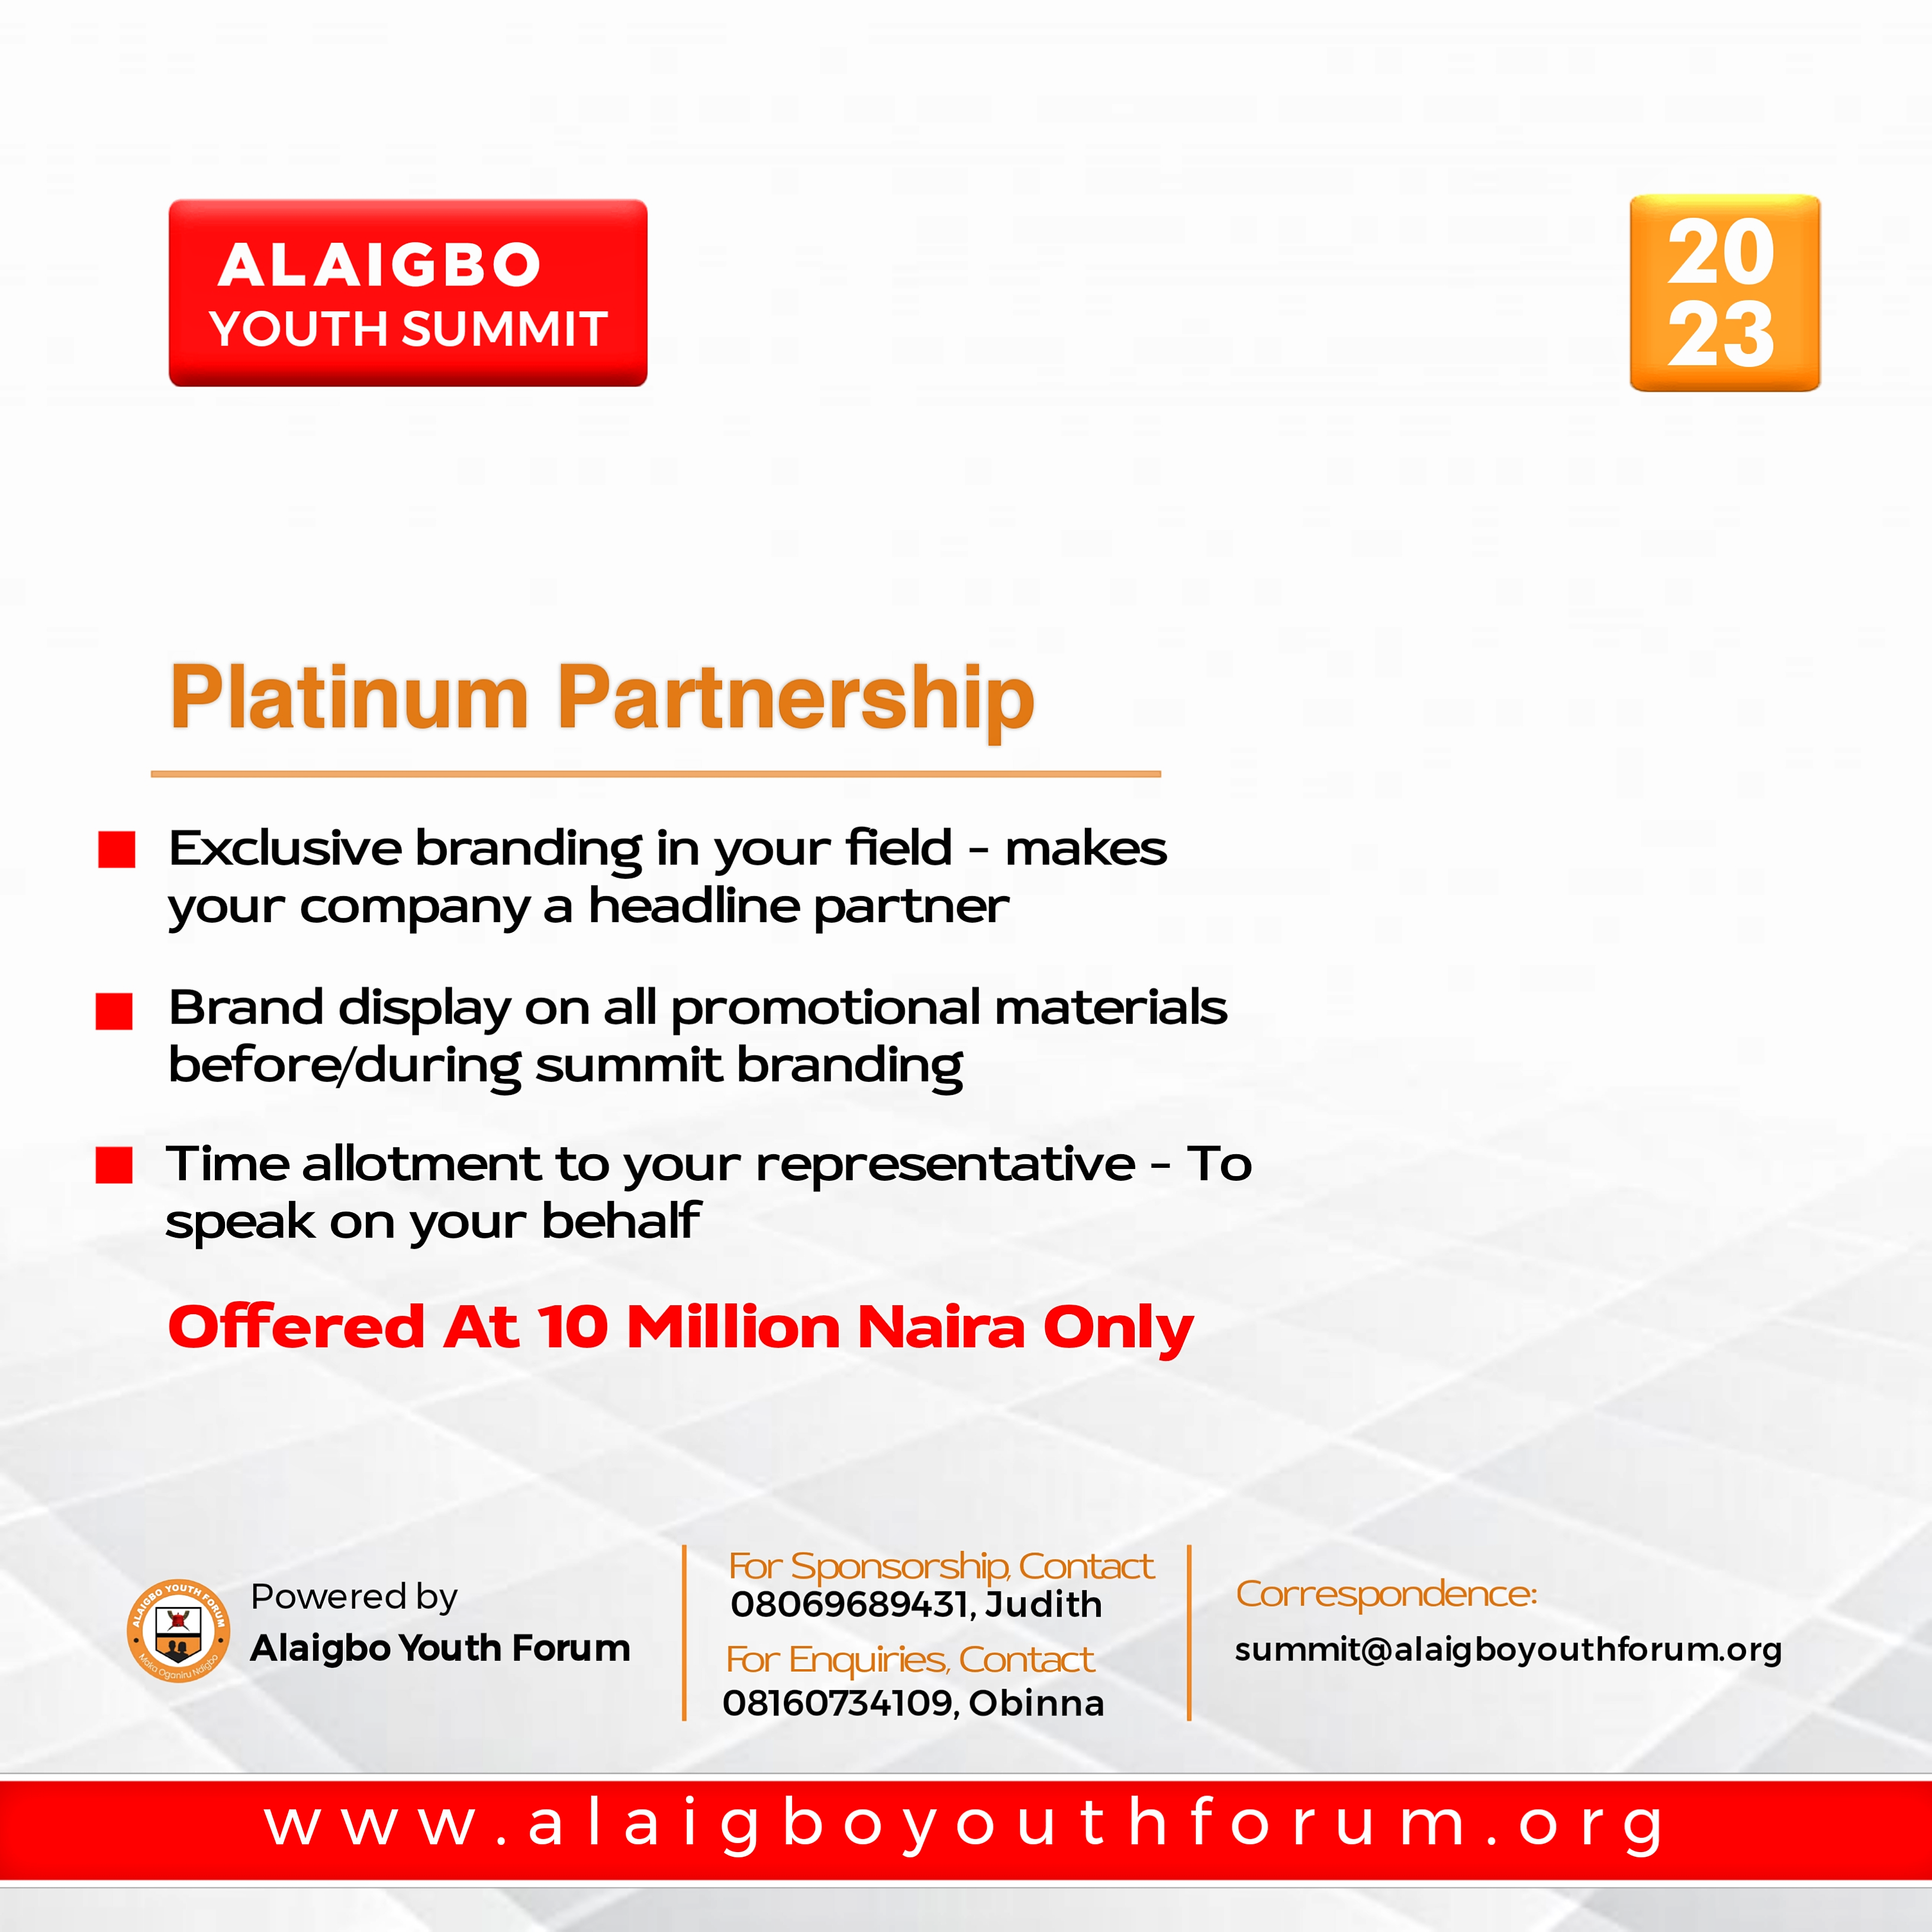 ALAIGBO
YOUTH SUMMIT
20
23
Platinum Partnership
Exclusive branding in your field - makes
your company a headline partner
Brand display on all promotional materials
before/during summit branding
Time allotment to your representative - To
speak on your behalf
Offered At 10 Million Naira Only
ALAIGBO YOUTH FORUM
Maka Oganiru Ndigbo
Powered by
Alaigbo Youth Forum
For Sponsorship, Contact
08069689431, Judith
For Enquiries, Contact
08160734109, Obinna
Correspondence:
summit@alaigboyouthforum.org
www.alaigboyouthforum.org